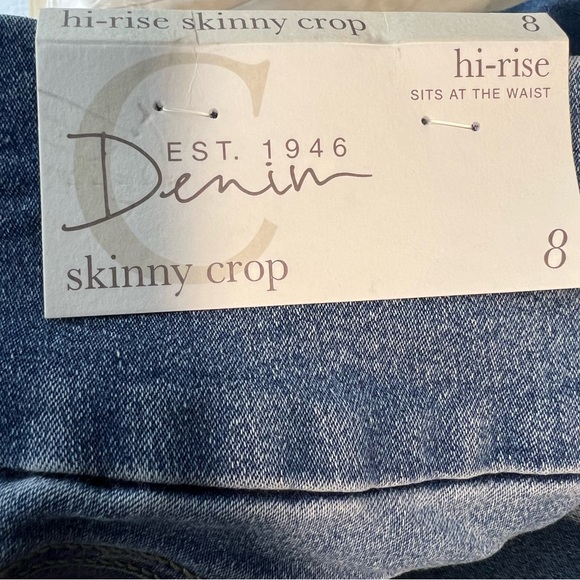 hi-rise skinny crop 8
hi-rise
SITS AT THE WAIST
C
EST. 1946
Denim
skinny crop 8